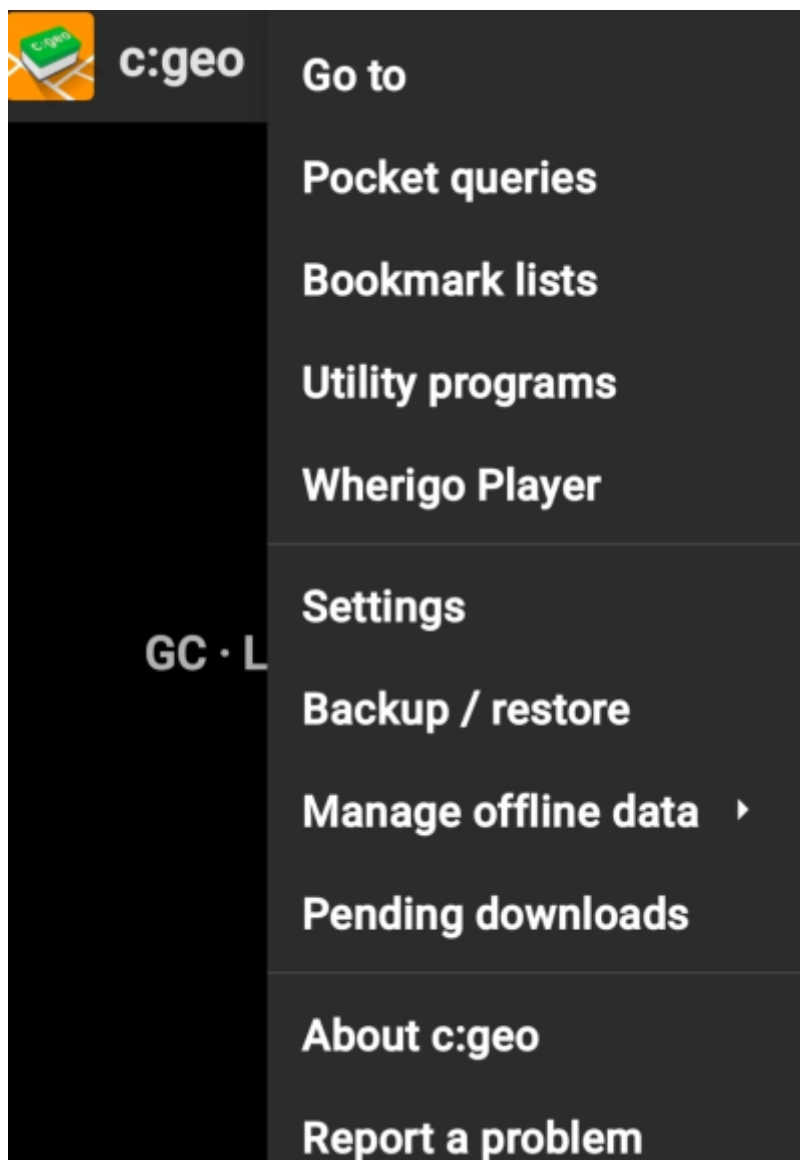 c:geo
c:geo
Go to
Pocket queries
Bookmark lists
Utility programs
Wherigo Player
Settings
GC · L
Backup / restore
Manage offline data
Pending downloads
About c:geo
Report a problem